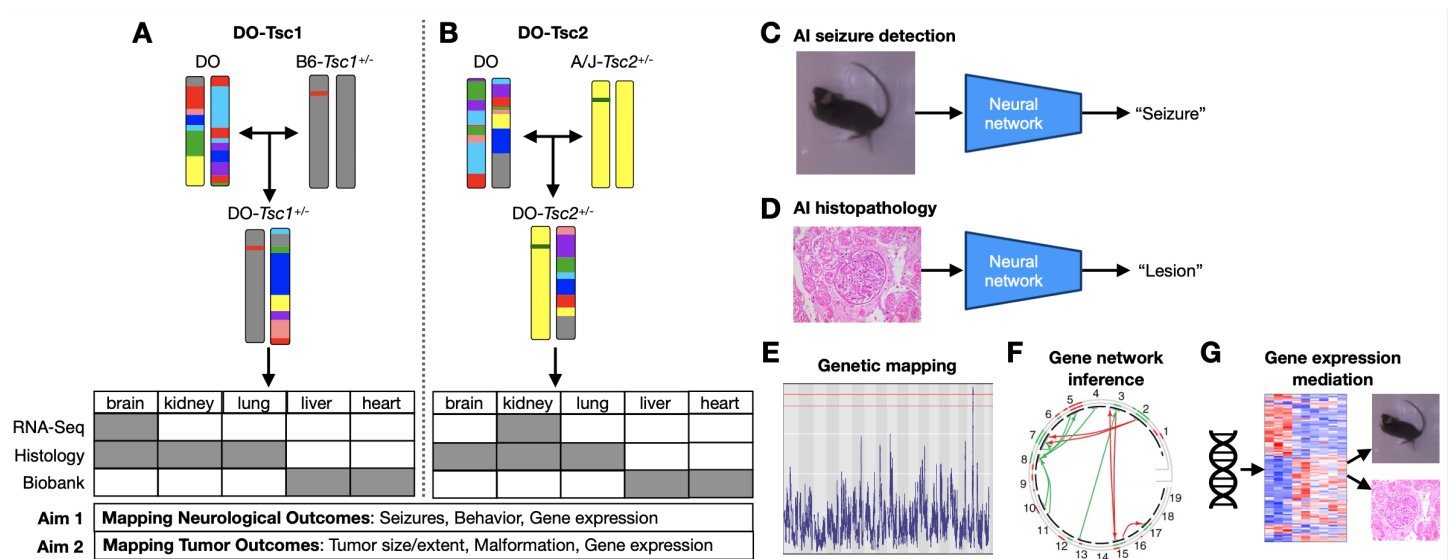 A
DO-Tsc1
DO
B6-Tsc1+/-
DO-Tsc1+/-
B
DO-Tsc2
DO
A/J-Tsc2+/-
DO-Tsc2+/-
brain kidney lung liver heart
brain kidney lung liver heart
RNA-Seq
Histology
Biobank
Aim 1 Mapping Neurological Outcomes: Seizures, Behavior, Gene expression
Aim 2 Mapping Tumor Outcomes: Tumor size/extent, Malformation, Gene expression
C AI seizure detection
Neural
network
“Seizure”
D AI histopathology
Neural
network
“Lesion”
E
Genetic mapping
F Gene network
inference
1
2
3
4
5
6
7
8
9
10
11
12
13
14
15
16
17
18
19
G Gene expression
mediation